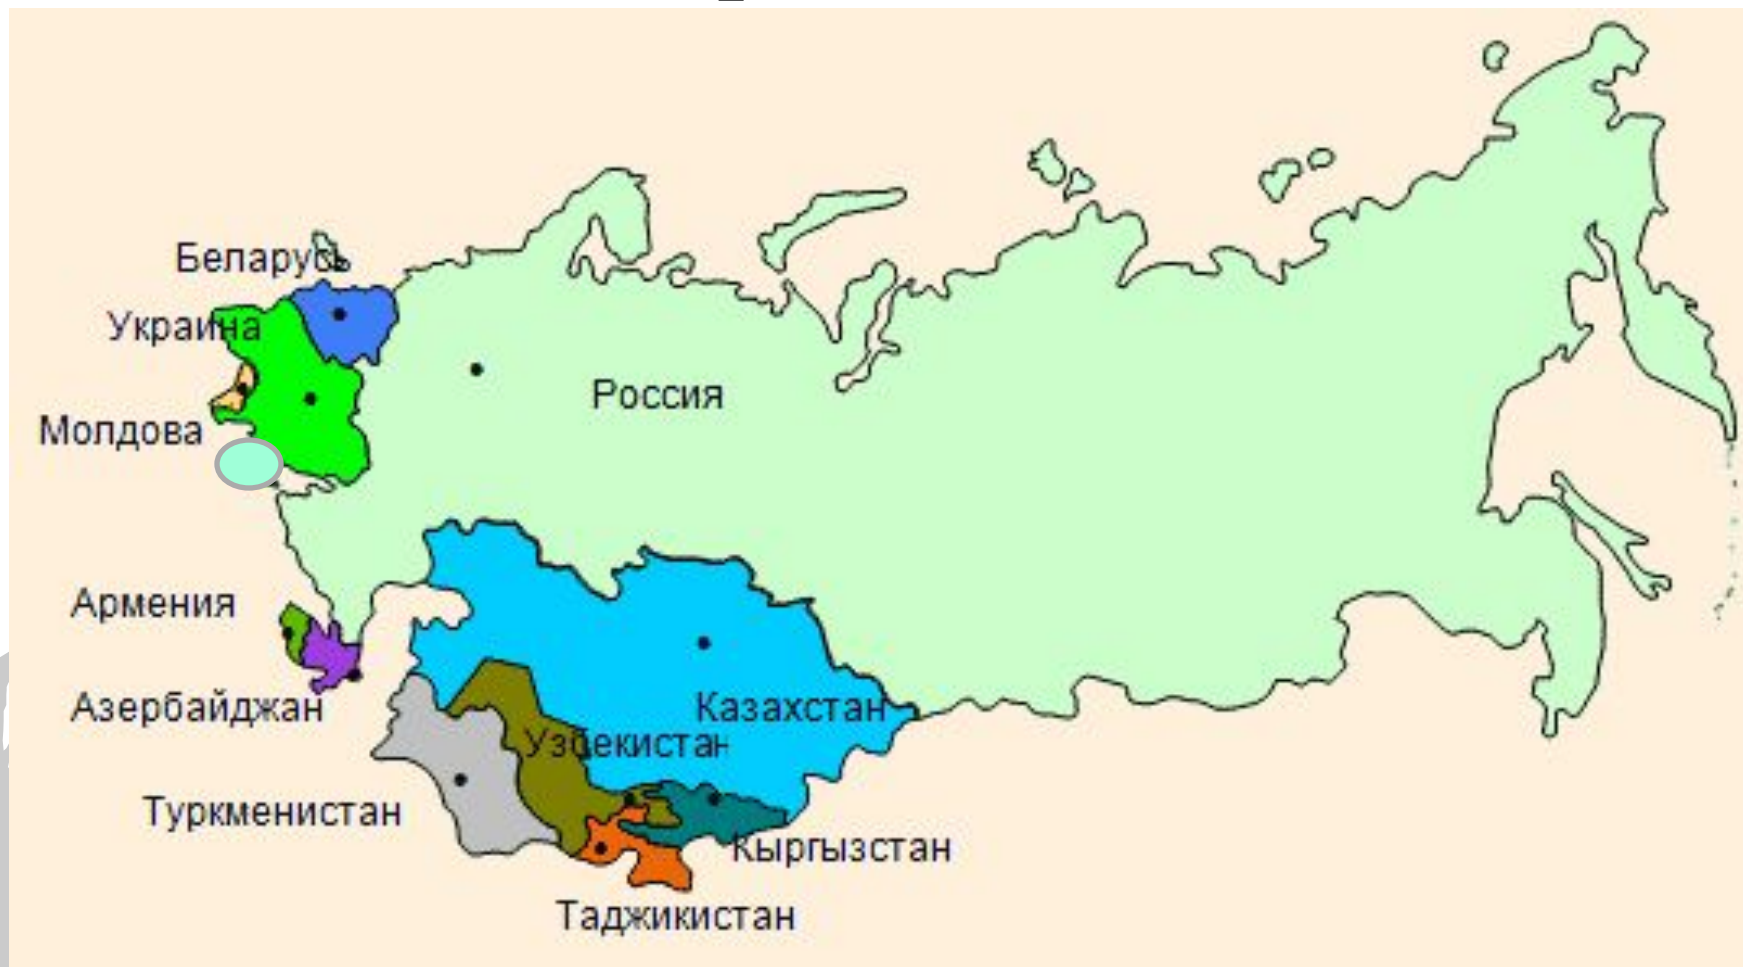 Беларусь
Украина
Россия
Молдова
Армения
Азербайджан
Казахстан
Узбекистан
Туркменистан
Кыргызстан
Таджикистан